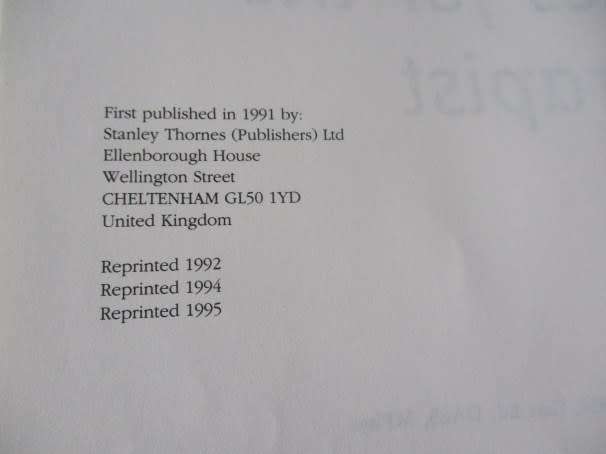 First published in 1991 by:
Stanley Thornes (Publishers) Ltd
Ellenborough House
Wellington Street
CHELTENHAM GL50 1YD
United Kingdom
Reprinted 1992
Reprinted 1994
Reprinted 1995